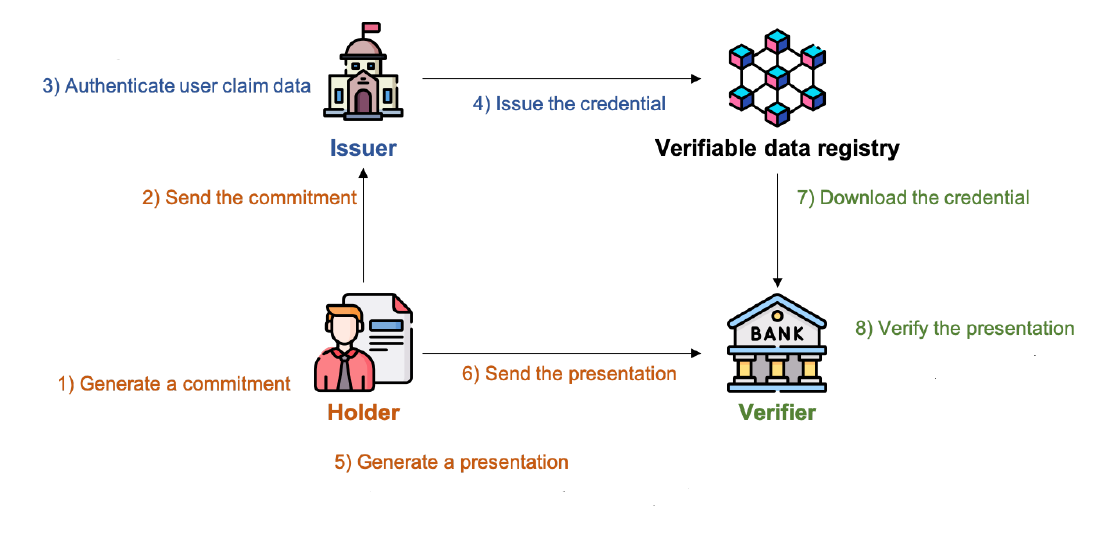 3) Authenticate user claim data
4) Issue the credential
Issuer
Verifiable data registry
2) Send the commitment
7) Download the credential
BANK
8) Verify the presentation
1) Generate a commitment
6) Send the presentation
Holder
Verifier
5) Generate a presentation